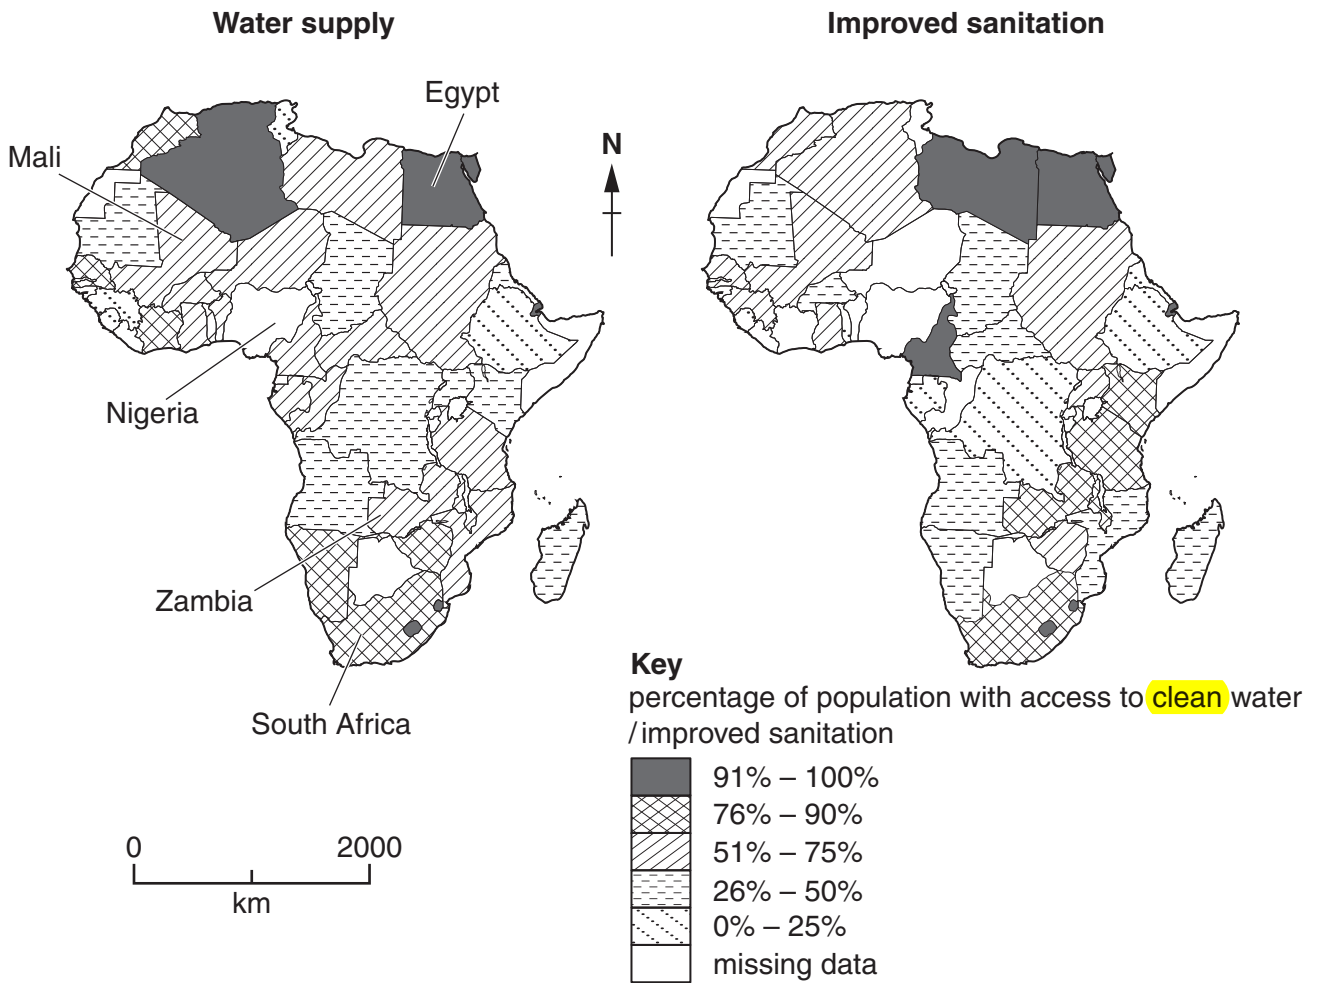 Water supply
Improved sanitation
Egypt
Mali
N
Nigeria
Zambia
South Africa
Key
percentage of population with access to clean water
/ improved sanitation
91% – 100%
76% – 90%
51% – 75%
26% – 50%
0% – 25%
missing data
0 2000
km